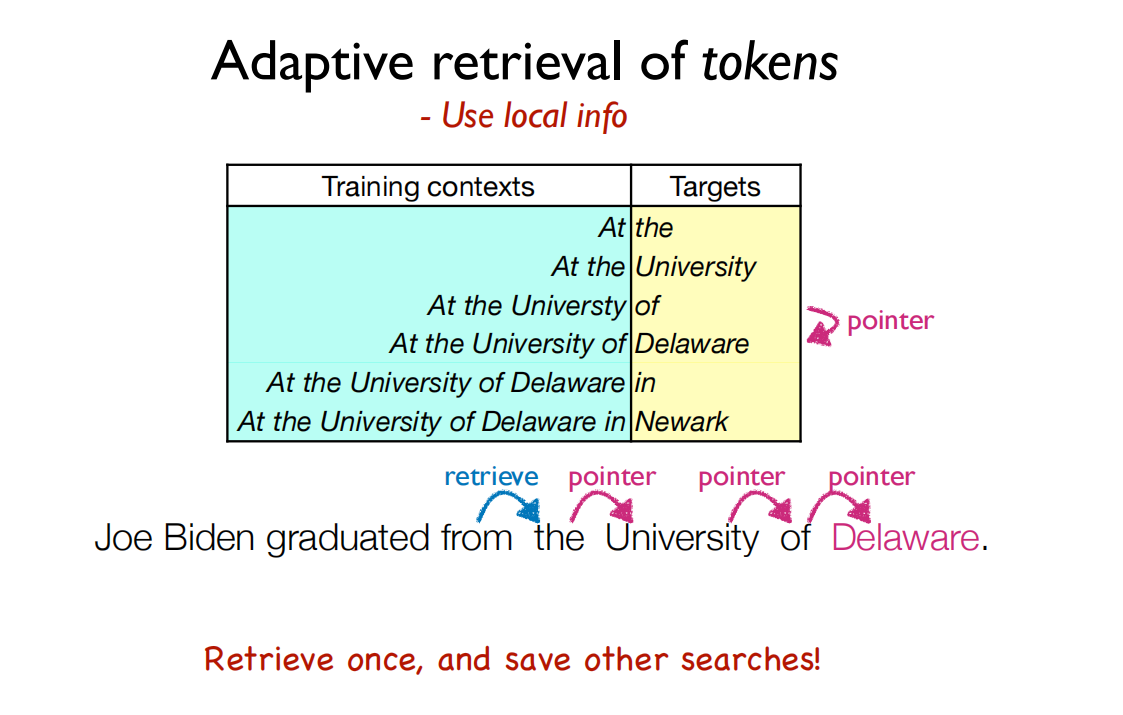 Adaptive retrieval of tokens
- Use local info
Training contexts Targets
At the
At the University
At the Universty of
At the University of Delaware
pointer
At the University of Delaware in
At the University of Delaware in Newark
retrieve pointer pointer pointer
Joe Biden graduated from the University of Delaware.
Retrieve once, and save other searches!